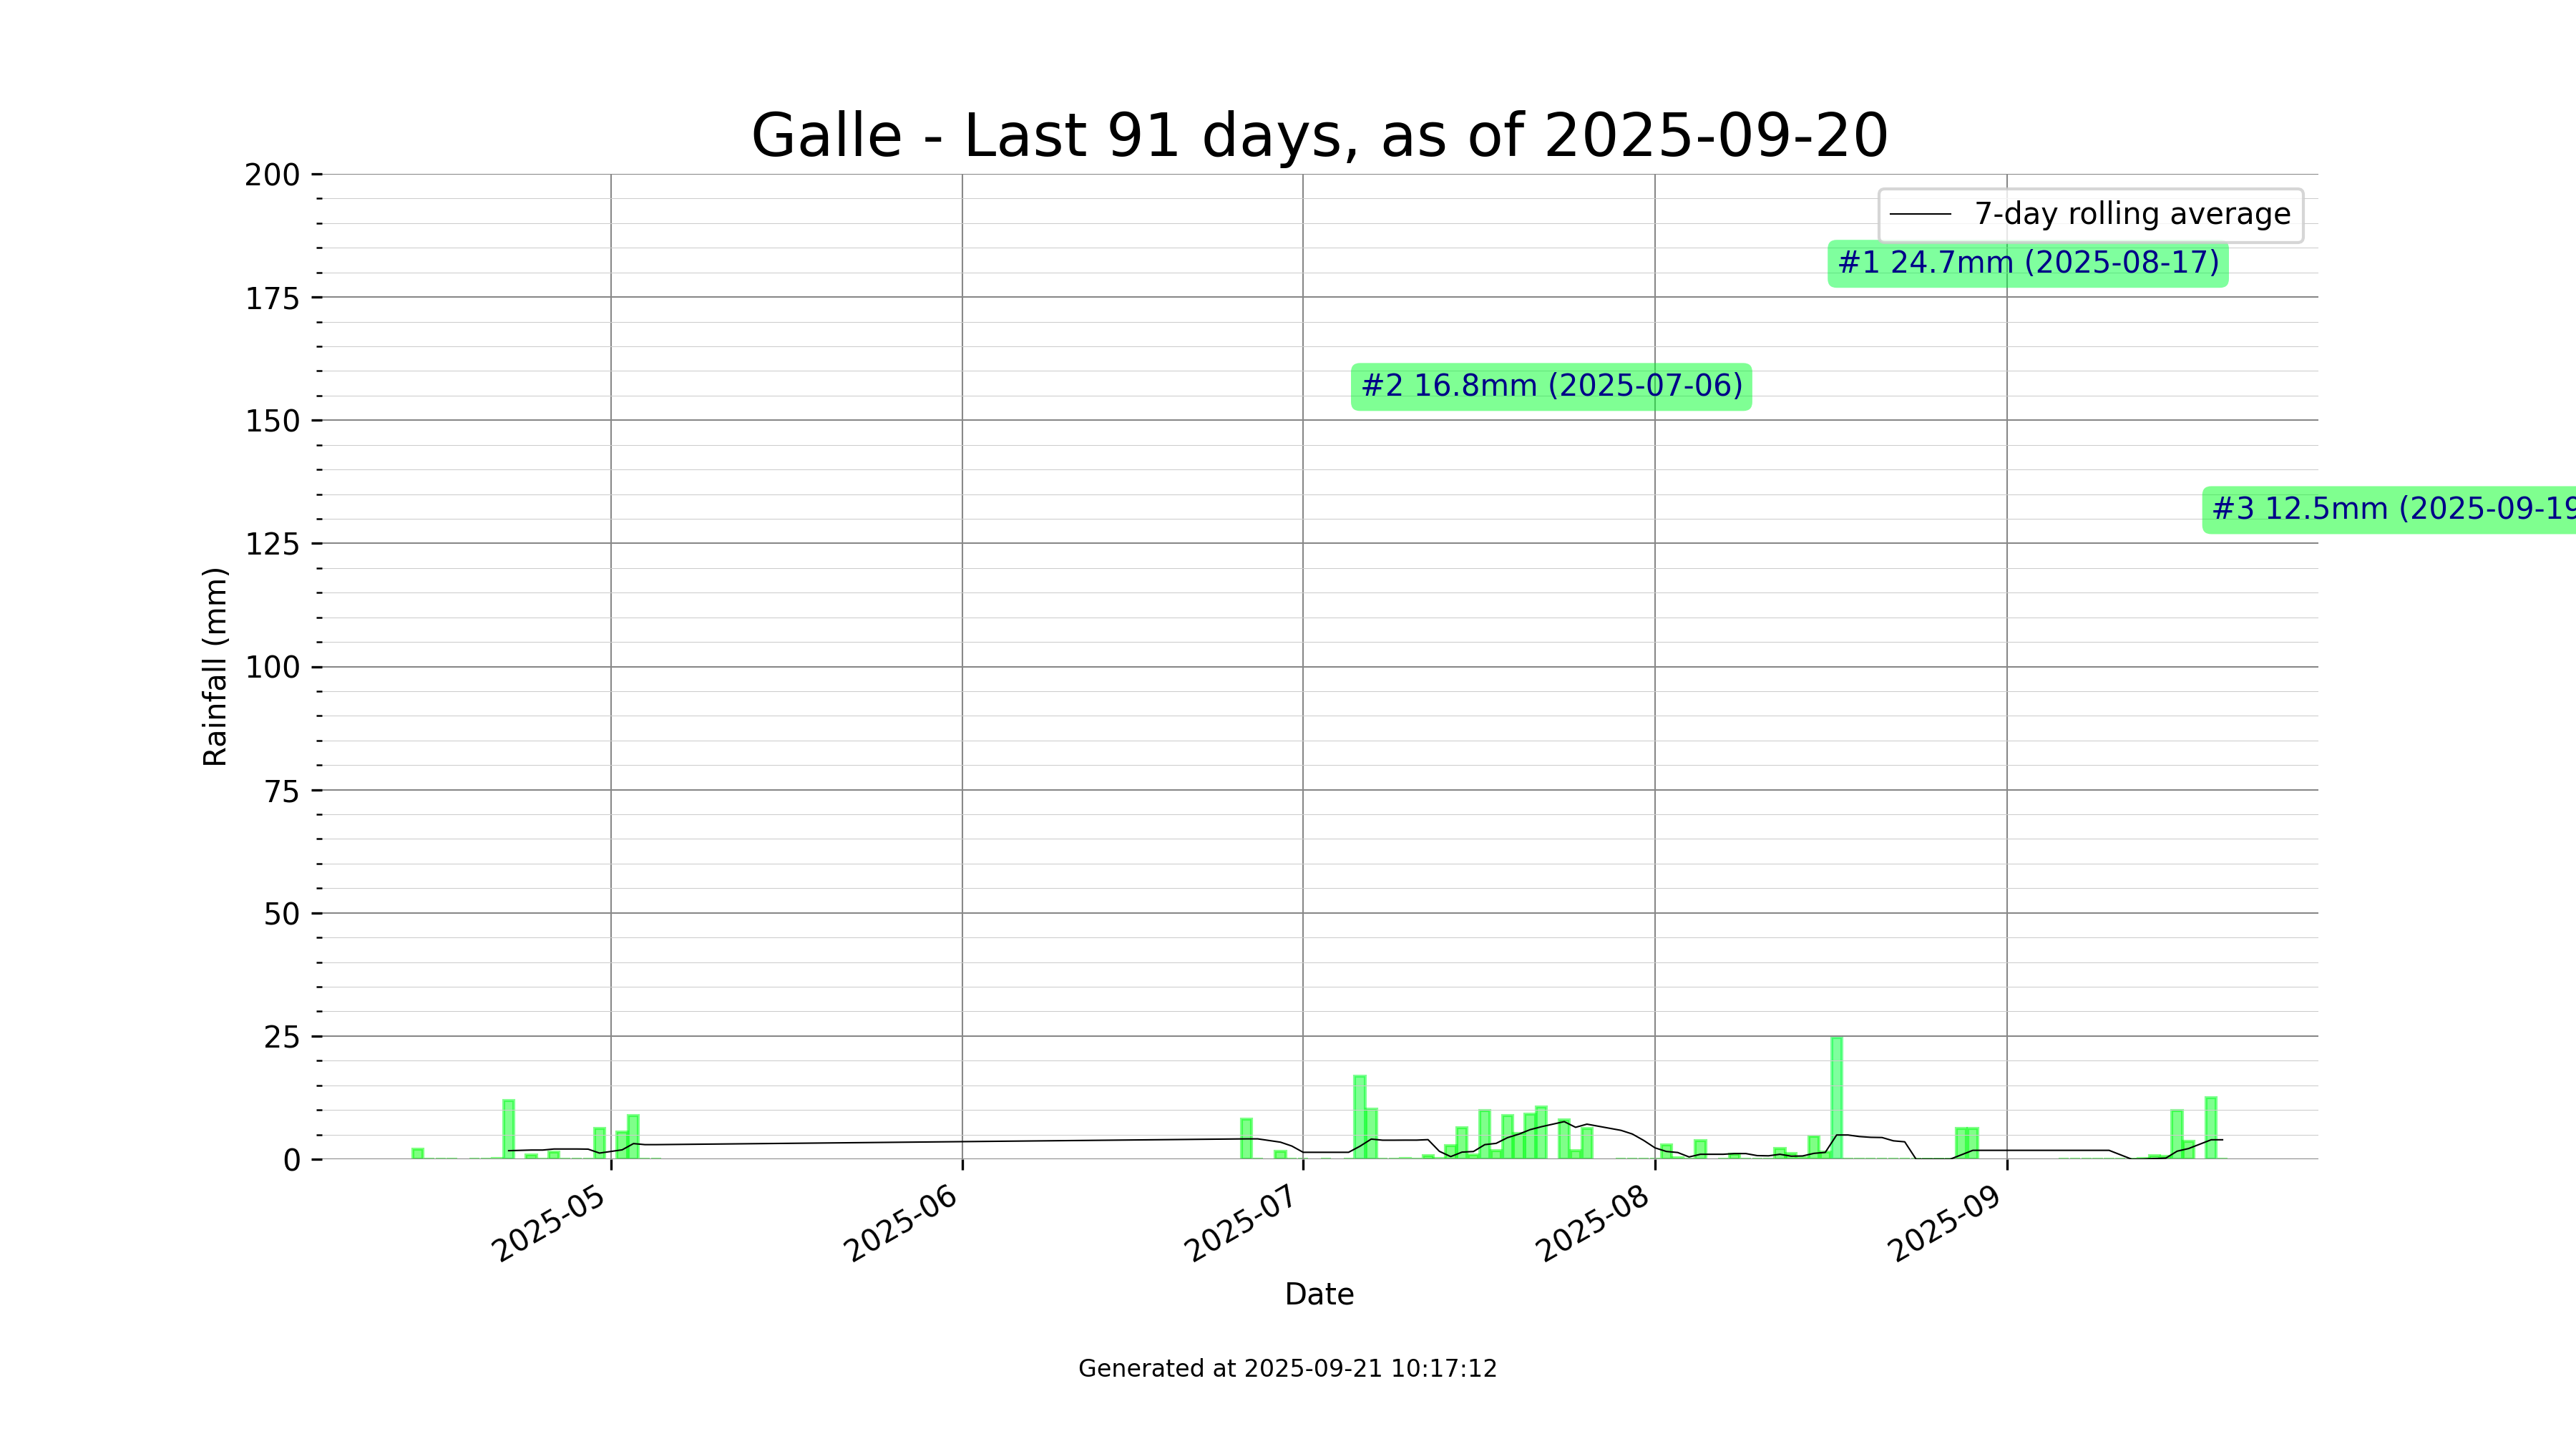 Galle - Last 91 days, as of 2025-09-20
200
175
150
125
100
75
50
25
0
Rainfall (mm)
7-day rolling average
#1 24.7mm (2025-08-17)
#2 16.8mm (2025-07-06)
#3 12.5mm (2025-09-19
2025-05
2025-06
2025-07
2025-08
2025-09
Date
Generated at 2025-09-21 10:17:12